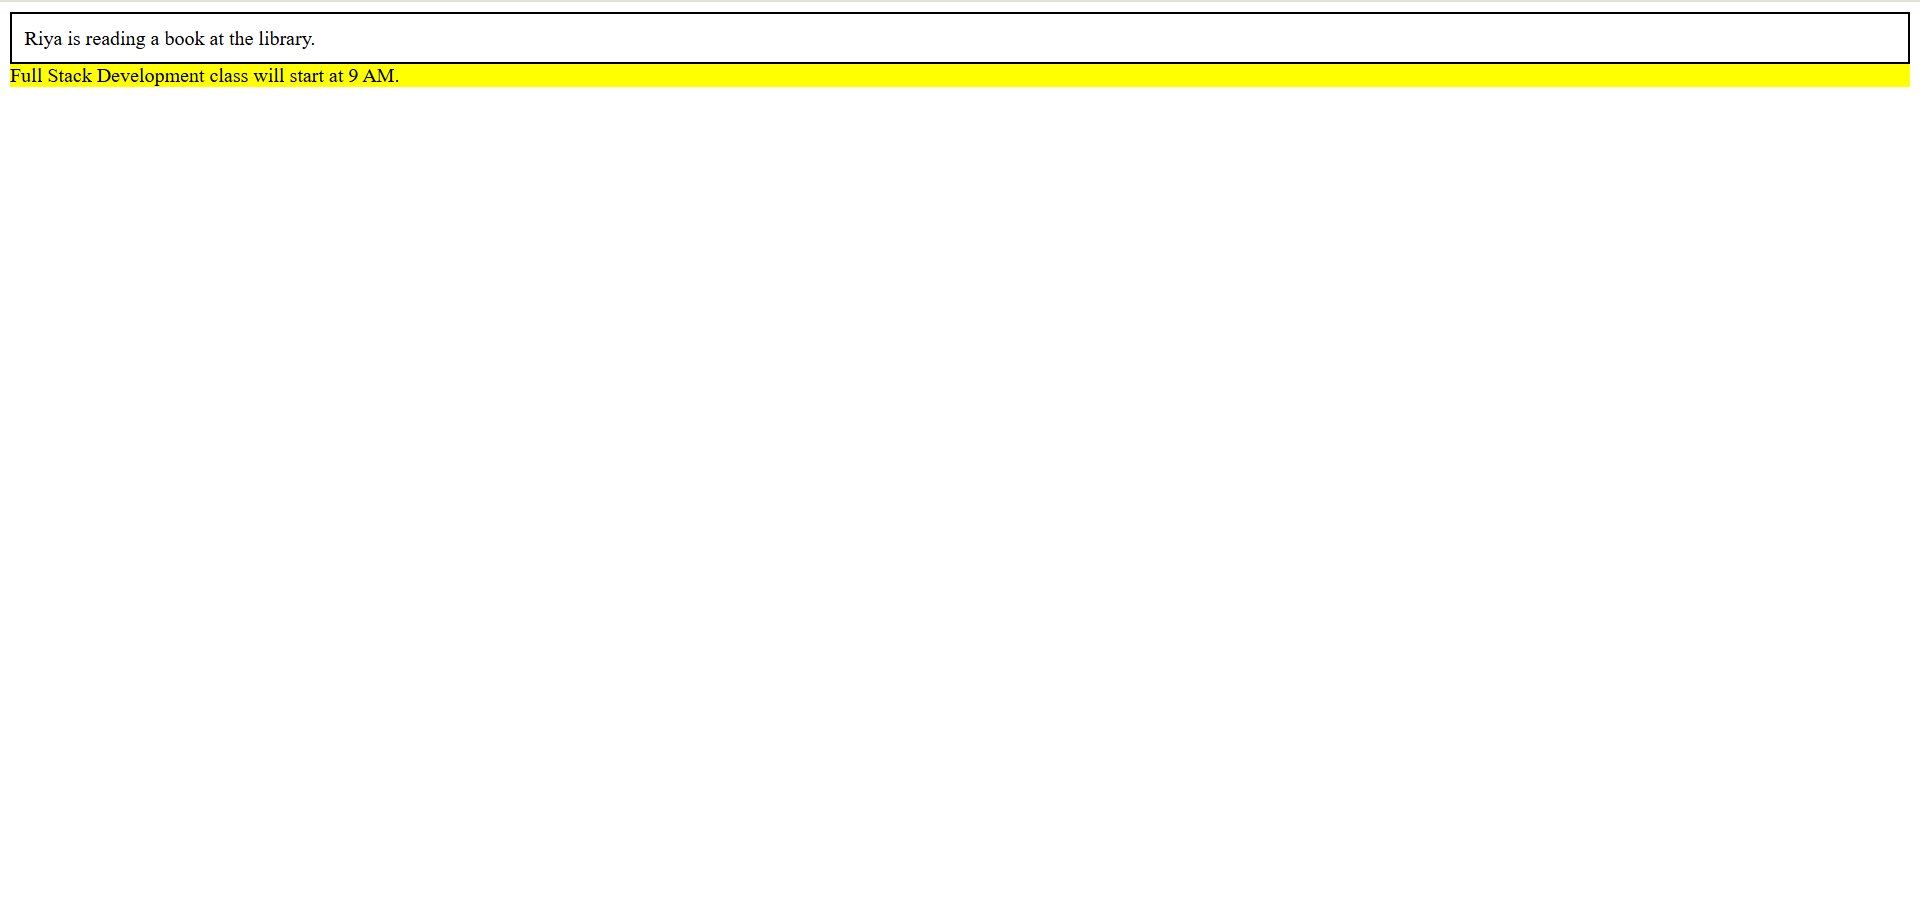 Riya is reading a book at the library.
Full Stack Development class will start at 9 AM.